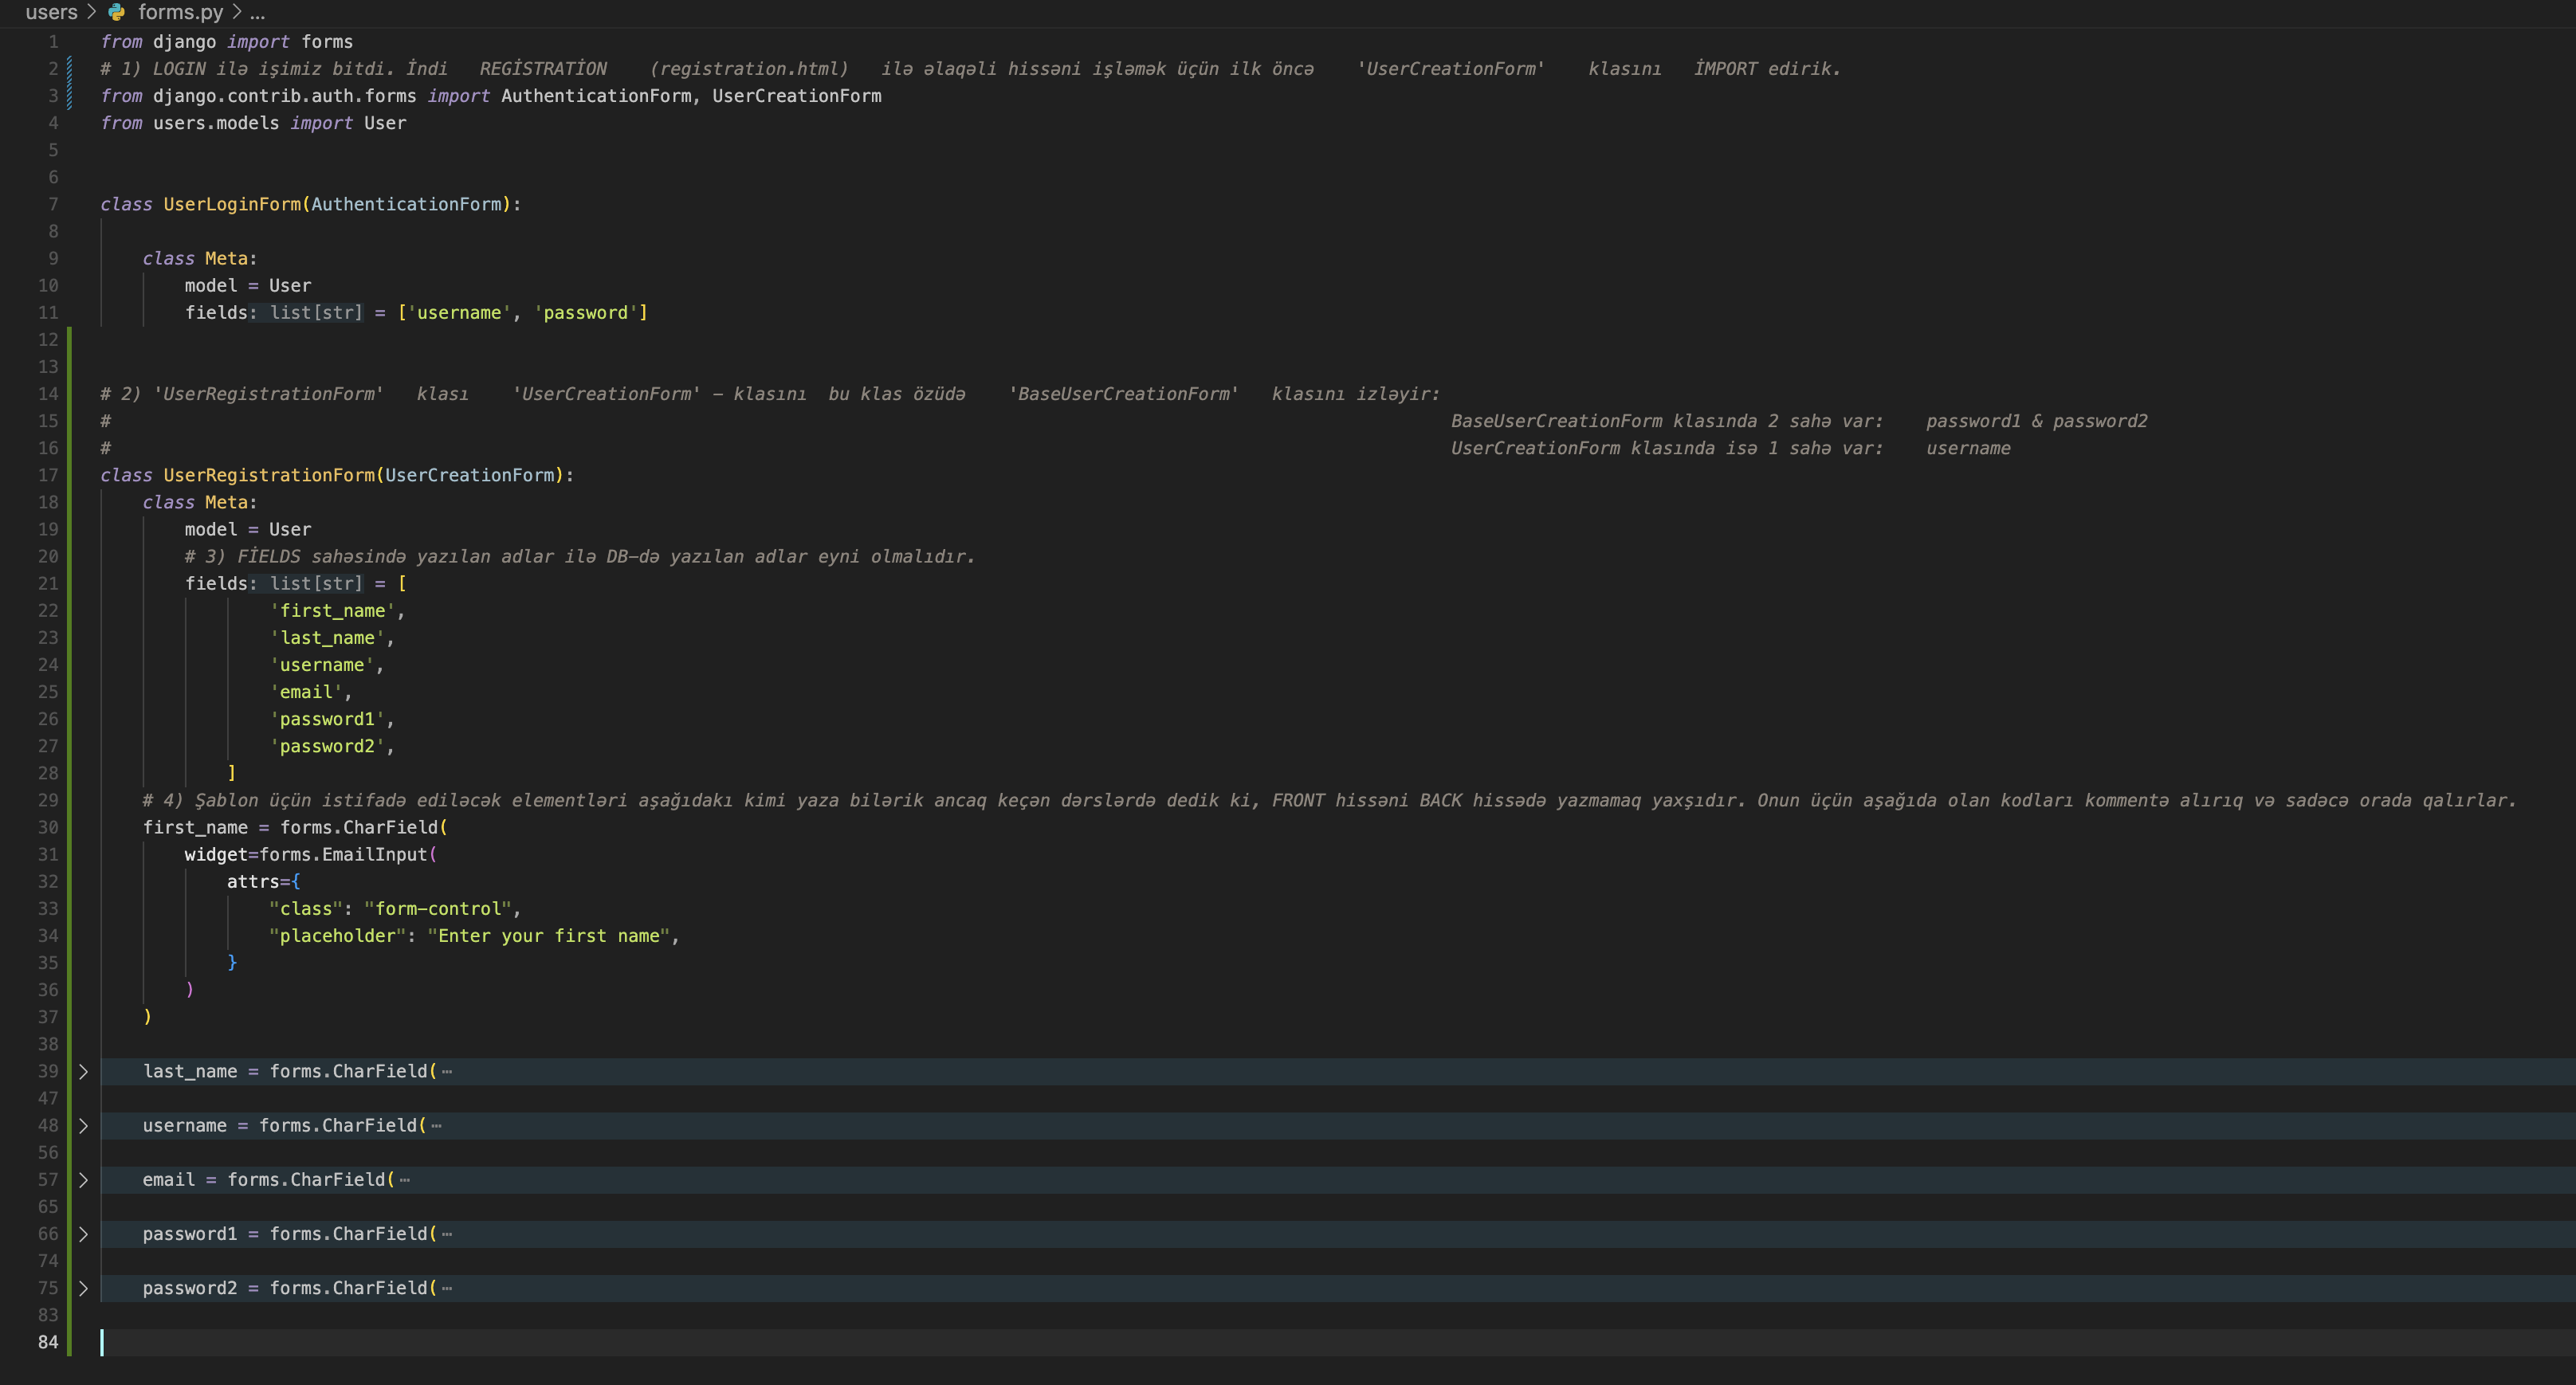 users > forms.py > ...
1 from django import forms
2 # 1) LOGIN ilə işimiz bitdi. İndi   REGİSTRATİON    (registration.html)   ilə əlaqəli hissəni işləmək üçün ilk öncə    'UserCreationForm'    klasını   İMPORT edirik.
3 from django.contrib.auth.forms import AuthenticationForm, UserCreationForm
4 from users.models import User
5
6
7 class UserLoginForm(AuthenticationForm):
8
9     class Meta:
10         model = User
11         fields: list[str] = ['username', 'password']
12
13
14 # 2) 'UserRegistrationForm'   klası    'UserCreationForm' - klasını  bu klas özüdə    'BaseUserCreationForm'   klasını izləyir:
15 #                                                                                                                                BaseUserCreationForm klasında 2 sahə var:    password1 & password2
16 #                                                                                                                                UserCreationForm klasında isə 1 sahə var:    username
17 class UserRegistrationForm(UserCreationForm):
18     class Meta:
19         model = User
20         # 3) FİELDS sahəsində yazılan adlar ilə DB-də yazılan adlar eyni olmalıdır.
21         fields: list[str] = [
22                 'first_name',
23                 'last_name',
24                 'username',
25                 'email',
26                 'password1',
27                 'password2',
28             ]
29     # 4) Şablon üçün istifadə ediləcək elementləri aşağıdakı kimi yaza bilərik ancaq keçən dərslərdə dedik ki, FRONT hissəni BACK hissədə yazmamaq yaxşıdır. Onun üçün aşağıda olan kodları kommentə alırıq və sadəcə orada qalırlar.
30     first_name = forms.CharField(
31         widget=forms.EmailInput(
32             attrs={
33                 "class": "form-control",
34                 "placeholder": "Enter your first name",
35             }
36         )
37     )
38
39     last_name = forms.CharField( ⋯
47
48     username = forms.CharField( ⋯
56
57     email = forms.CharField( ⋯
65
66     password1 = forms.CharField( ⋯
74
75     password2 = forms.CharField( ⋯
83
84